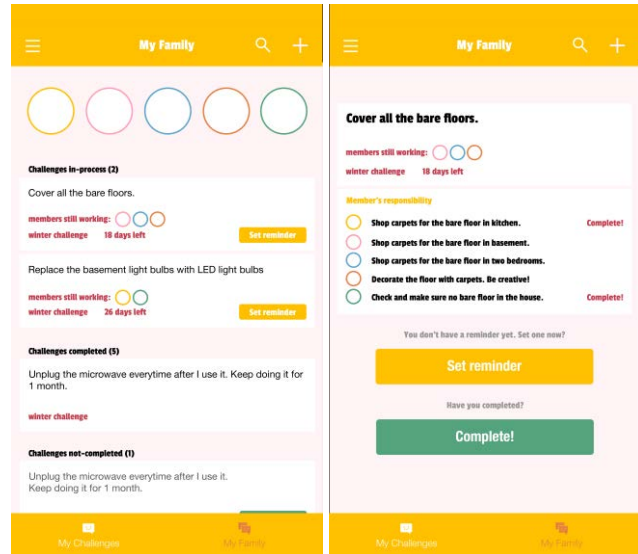 My Family
Challenges in-process (2)
Cover all the bare floors.
members still working:
winter challenge 18 days left
Set reminder
Replace the basement light bulbs with LED light bulbs
members still working:
winter challenge 26 days left
Set reminder
Challenges completed (5)
Unplug the microwave everytime after I use it. Keep doing it for
1 month.
winter challenge
Challenges not-completed (1)
Unplug the microwave everytime after I use it.
Keep doing it for 1 month.
My Challenges
My Family
My Family
Cover all the bare floors.
members still working:
winter challenge 18 days left
Member's responsibility
Shop carpets for the bare floor in kitchen. Complete!
Shop carpets for the bare floor in basement.
Shop carpets for the bare floor in two bedrooms.
Decorate the floor with carpets. Be creative!
Check and make sure no bare floor in the house. Complete!
You don't have a reminder yet. Set one now?
Set reminder
Have you completed?
Complete!
My Challenges
My Family